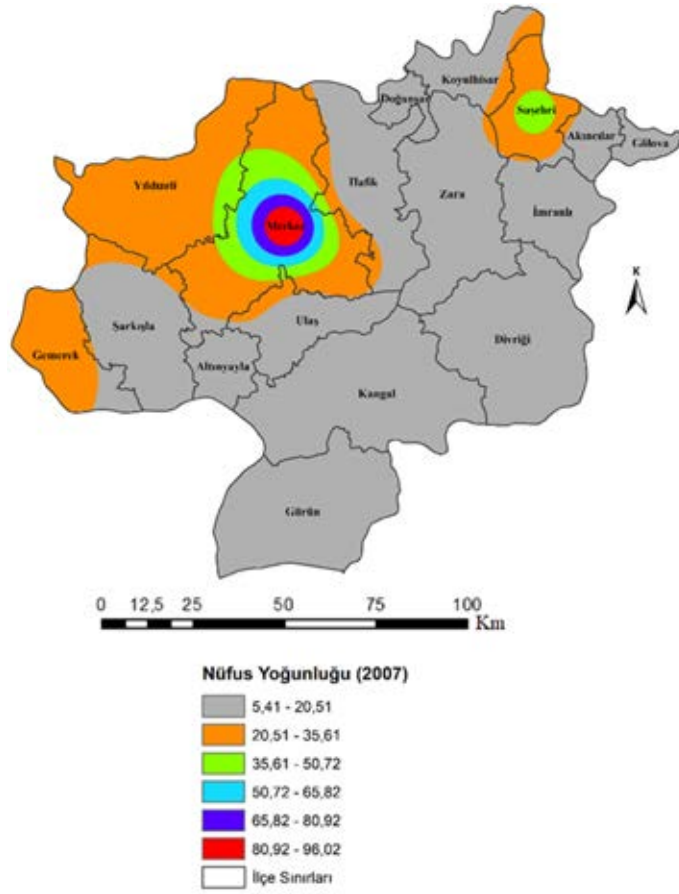 Koyulhisar
Doğanşar
Suşehri
Akıncılar
Gölova
Yıldızeli
Hafik
Zara
İmranlı
Merkez
K
Şarkışla
Ulaş
Divriği
Gemerek
Altınyayla
Kangal
Gürün
0 12,5 25 50 75 100
Km
Nüfus Yoğunluğu (2007)
5,41 - 20,51
20,51 - 35,61
35,61 - 50,72
50,72 - 65,82
65,82 - 80,92
80,92 - 96,02
İlçe Sınırları